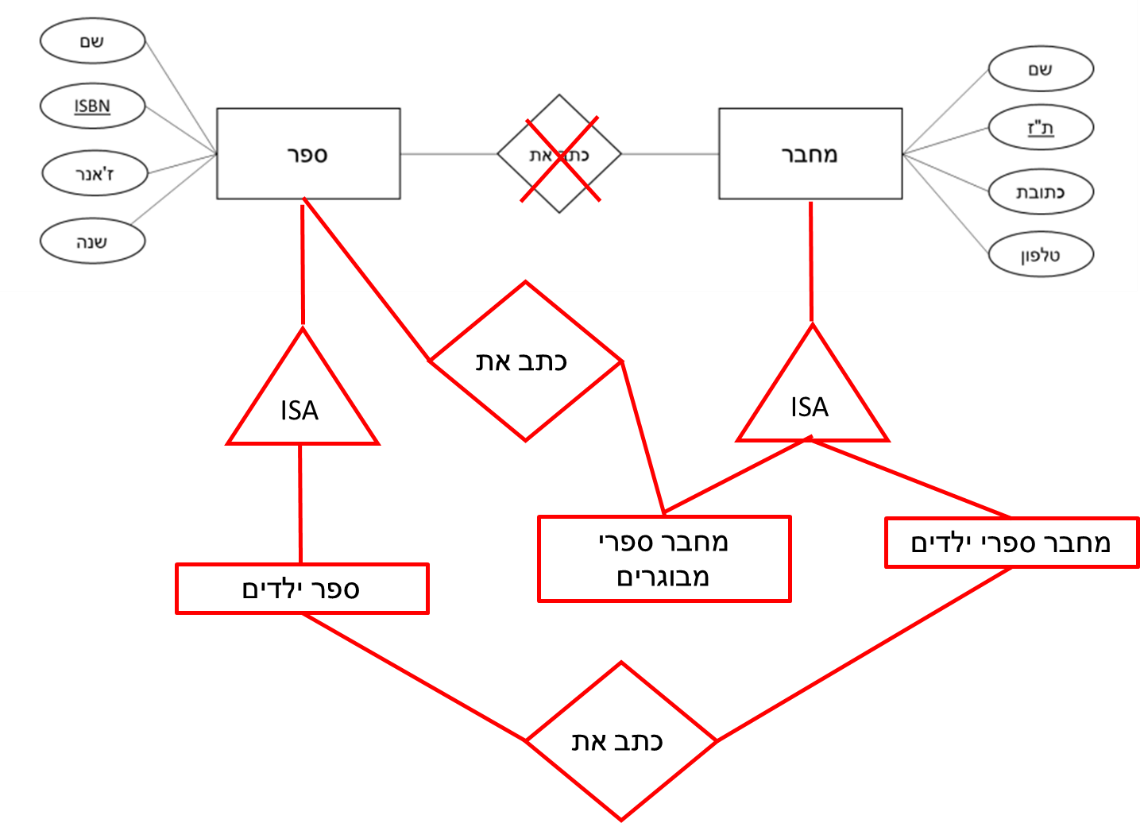 שם
ISBN
ז'אנר
שנה
ספר
כתב את
מחבר
שם
ת"ז
כתובת
טלפון
כתב את
ISA
ISA
מחבר ספרי
מבוגרים
מחבר ספרי ילדים
ספר ילדים
כתב את